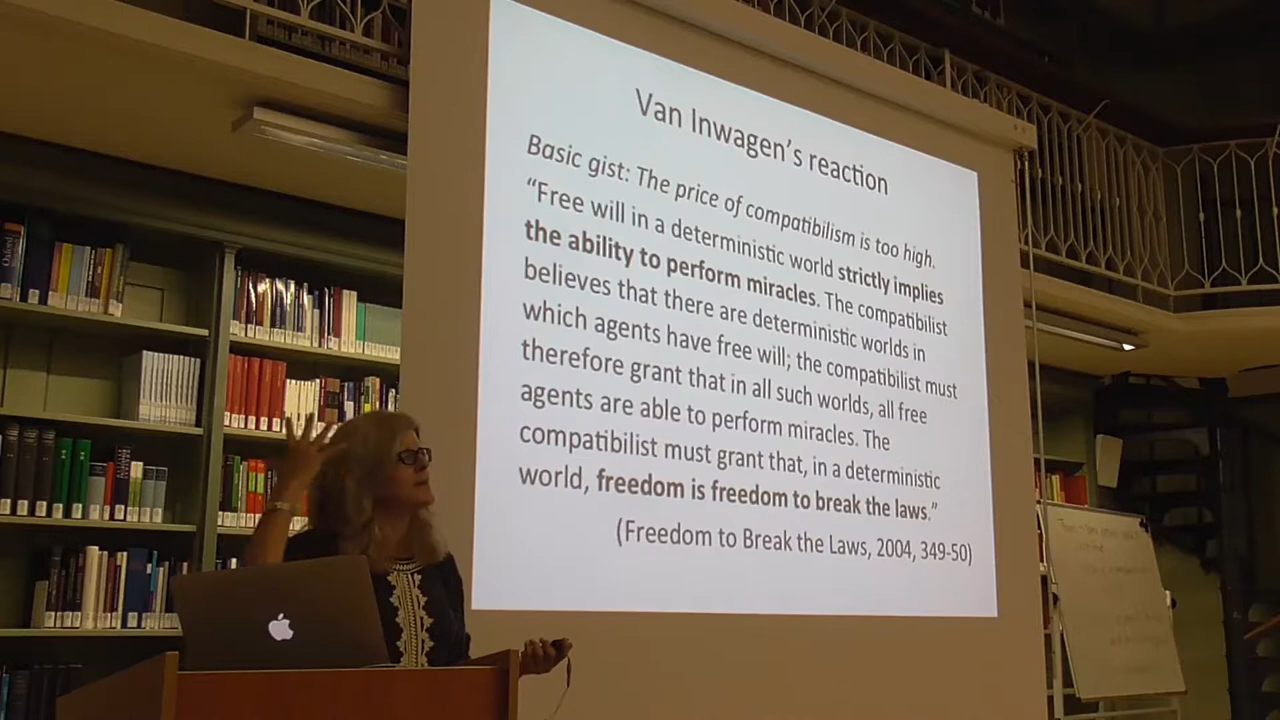 Van Inwagen's reaction
Basic gist: The price of compatibilism is too high.
“Free will in a deterministic world strictly implies
the ability to perform miracles. The compatibilist
believes that there are deterministic worlds in
which agents have free will; the compatibilist must
therefore grant that in all such worlds, all free
agents are able to perform miracles. The
compatibilist must grant that, in a deterministic
world, freedom is freedom to break the laws.”
(Freedom to Break the Laws, 2004, 349-50)
Oxford